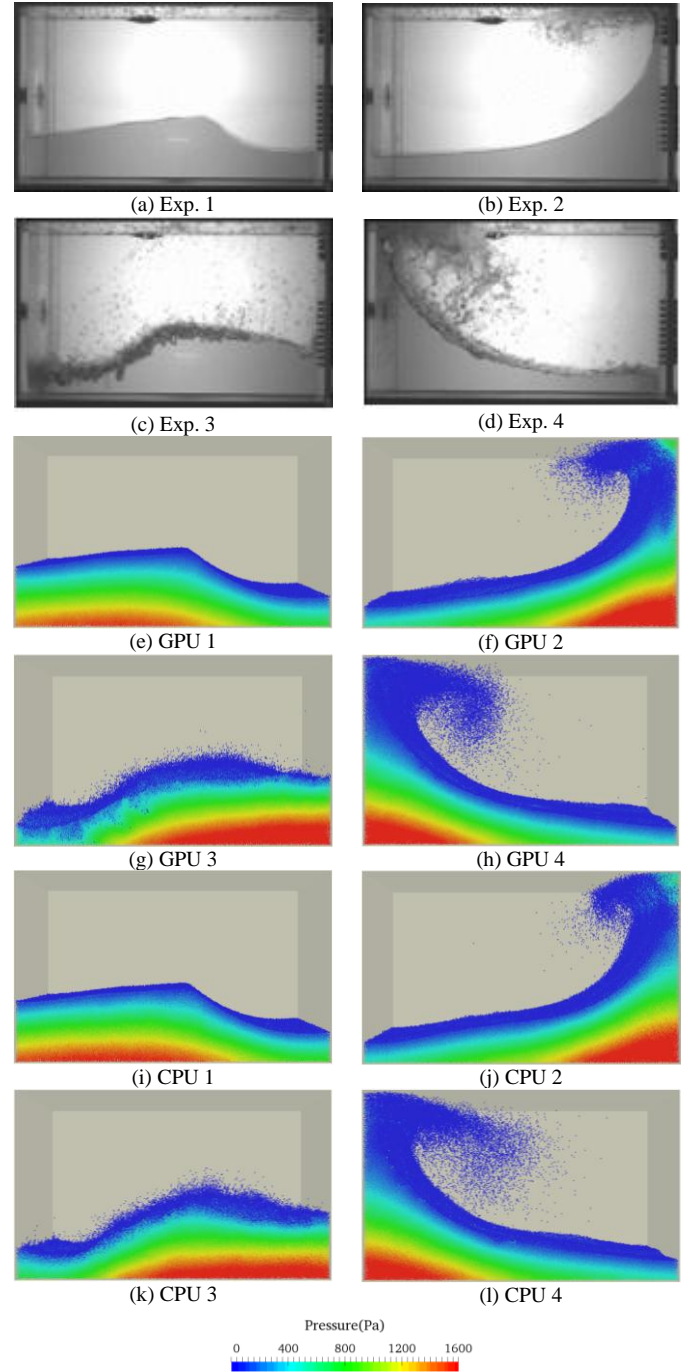 (a) Exp. 1
(b) Exp. 2
(c) Exp. 3
(d) Exp. 4
(e) GPU 1
(f) GPU 2
(g) GPU 3
(h) GPU 4
(i) CPU 1
(j) CPU 2
(k) CPU 3
(l) CPU 4
Pressure(Pa)
0 400 800 1200 1600